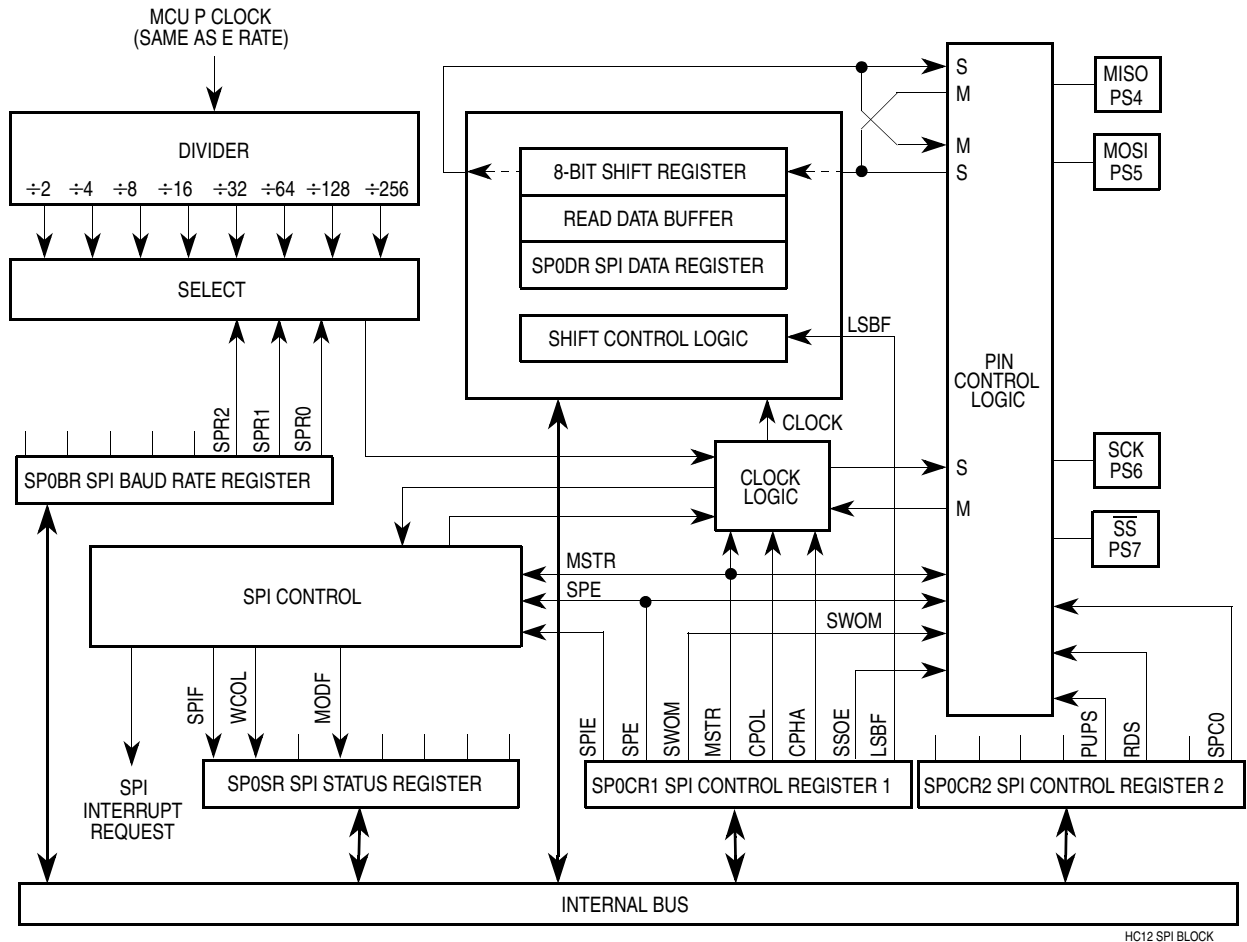 MCU P CLOCK
(SAME AS E RATE)
DIVIDER
÷2 ÷4 ÷8 ÷16 ÷32 ÷64 ÷128 ÷256
SELECT
SPR2
SPR1
SPR0
SP0BR SPI BAUD RATE REGISTER
8-BIT SHIFT REGISTER
READ DATA BUFFER
SP0DR SPI DATA REGISTER
SHIFT CONTROL LOGIC
LSBF
CLOCK
CLOCK
LOGIC
S
M
M
S
PIN
CONTROL
LOGIC
S
M
MISO
PS4
MOSI
PS5
SCK
PS6
SS
PS7
SPI CONTROL
MSTR
SPE
SWOM
SPIF
WCOL
MODF
SPI
INTERRUPT
REQUEST
SP0SR SPI STATUS REGISTER
SPIE
SPE
SWOM
MSTR
CPOL
CPHA
SSOE
LSBF
SP0CR1 SPI CONTROL REGISTER 1
PUPS
RDS
SPC0
SP0CR2 SPI CONTROL REGISTER 2
INTERNAL BUS
HC12 SPI BLOCK